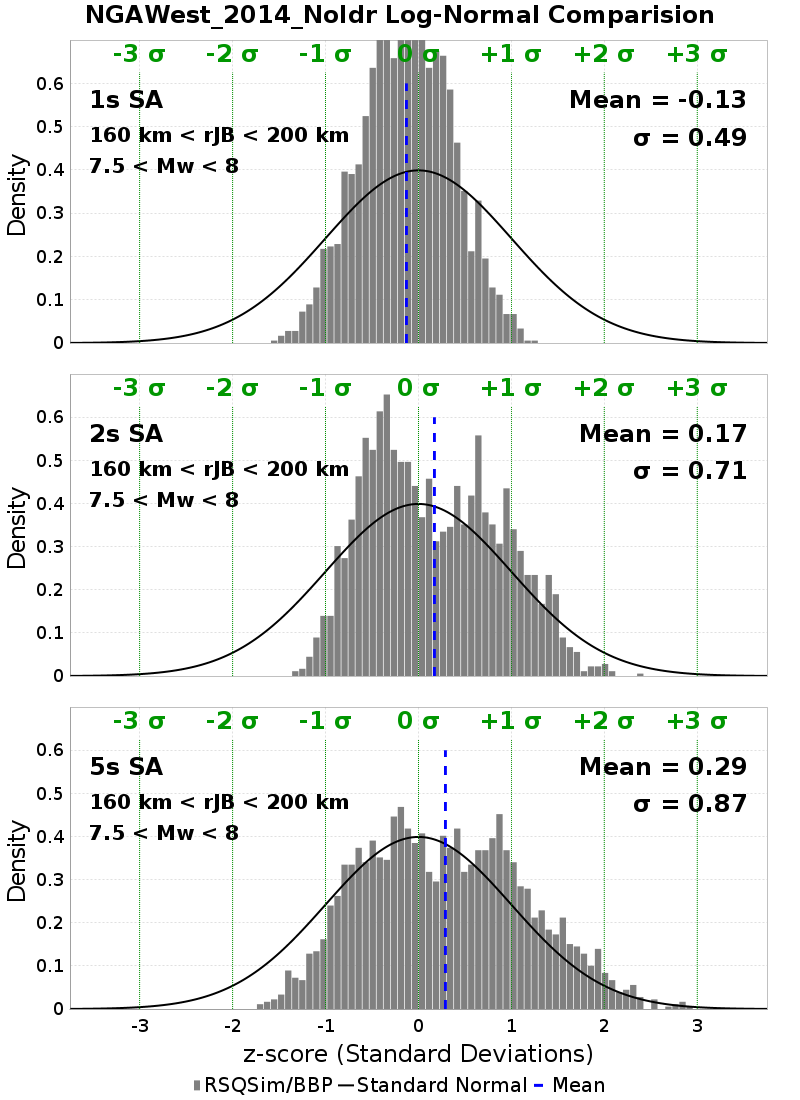 NGAWest_2014_NoIdr Log-Normal Comparision
-3 σ -2 σ -1 σ 0 σ +1 σ +2 σ +3 σ
1s SA
Mean = -0.13
160 km < rJB < 200 km
σ = 0.49
7.5 < Mw < 8
Density
0.6
0.5
0.4
0.3
0.2
0.1
0
-3 σ -2 σ -1 σ 0 σ +1 σ +2 σ +3 σ
2s SA
Mean = 0.17
160 km < rJB < 200 km
σ = 0.71
7.5 < Mw < 8
Density
0.6
0.5
0.4
0.3
0.2
0.1
0
-3 σ -2 σ -1 σ 0 σ +1 σ +2 σ +3 σ
5s SA
Mean = 0.29
160 km < rJB < 200 km
σ = 0.87
7.5 < Mw < 8
Density
0.6
0.5
0.4
0.3
0.2
0.1
0
-3 -2 -1 0 1 2 3
z-score (Standard Deviations)
RSQSim/BBP Standard Normal Mean